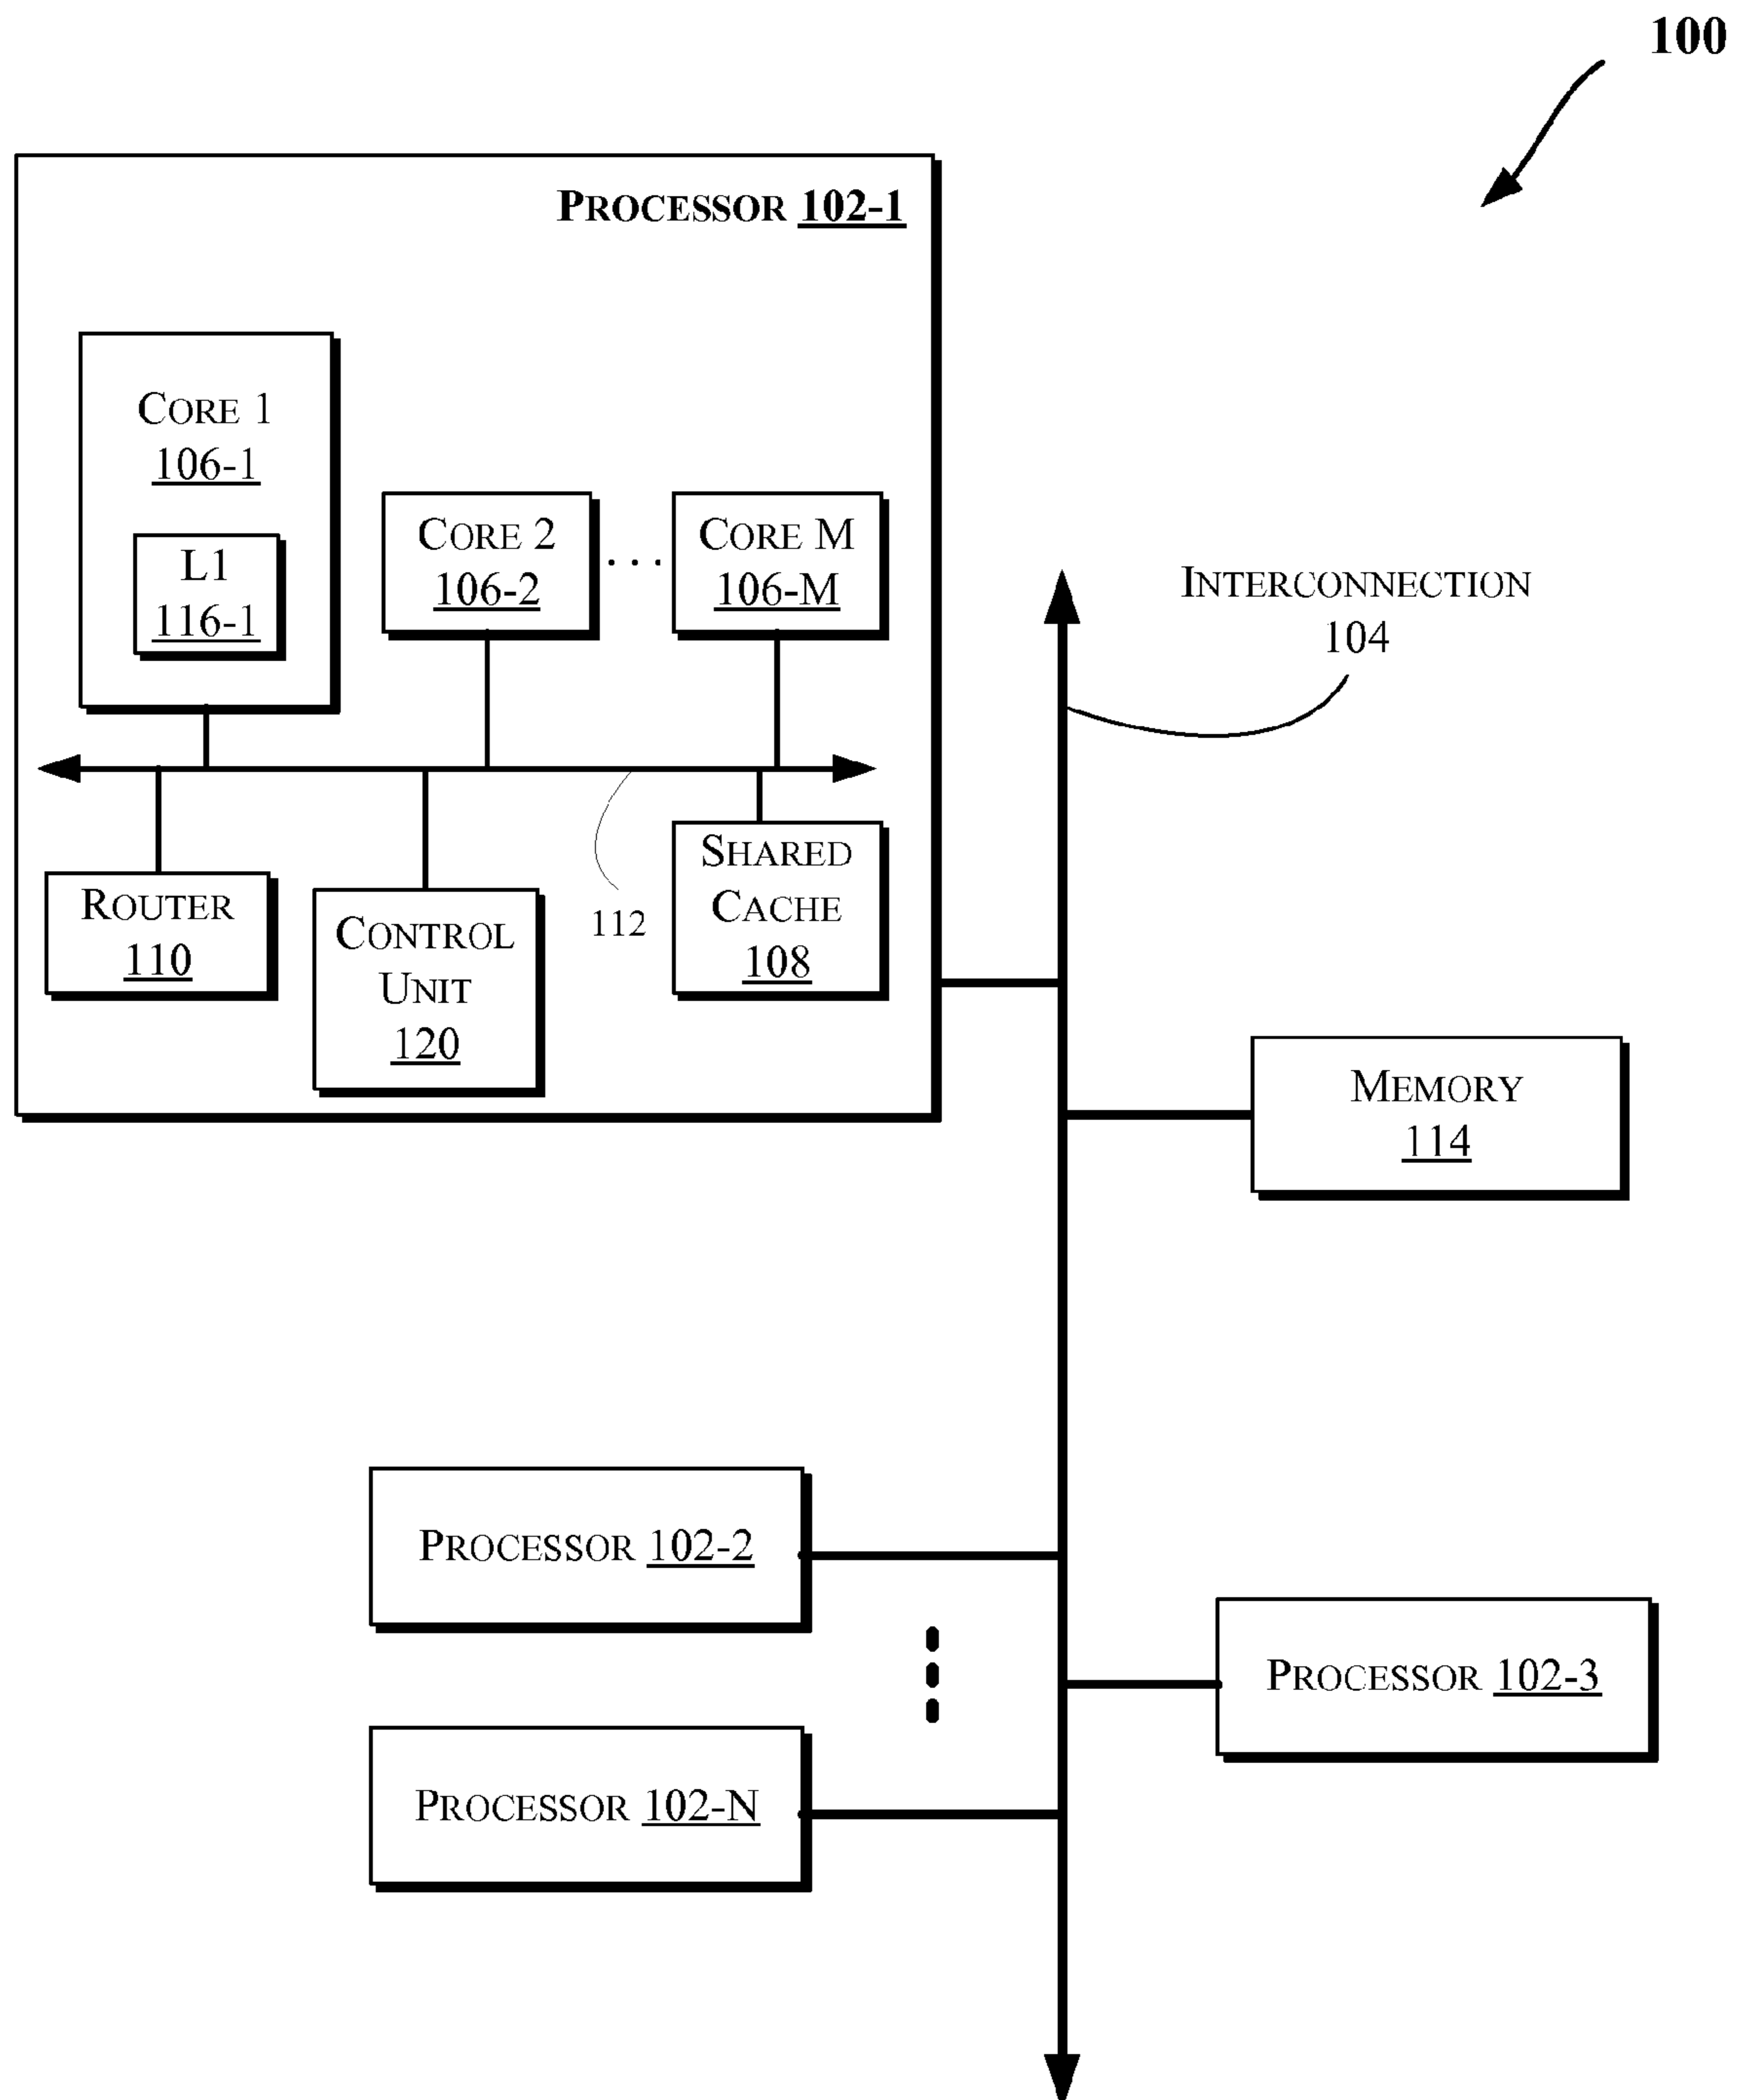 100
PROCESSOR 102-1
CORE 1
106-1
L1
116-1
CORE 2
106-2
. . .
CORE M
106-M
INTERCONNECTION
104
ROUTER
110
CONTROL
UNIT
120
112
SHARED
CACHE
108
MEMORY
114
PROCESSOR 102-2
PROCESSOR 102-3
PROCESSOR 102-N